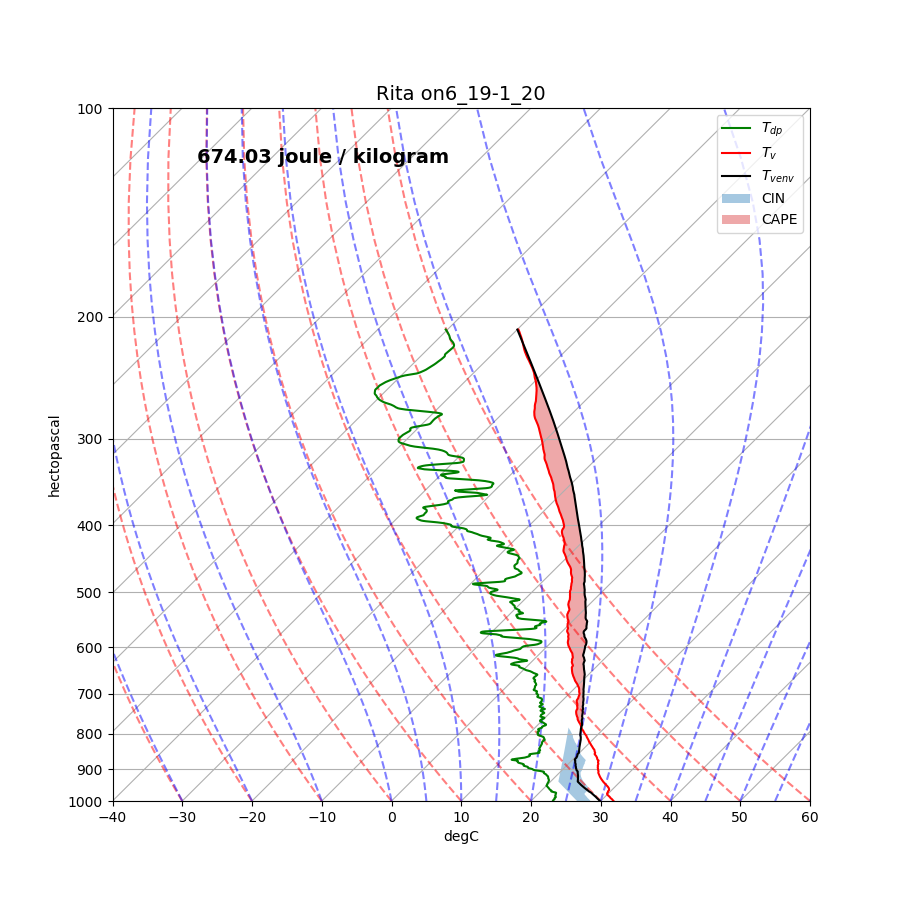 Rita on6_19-1_20
674.03 joule / kilogram
T_dp
T_v
T_venv
CIN
CAPE
100
200
300
400
500
600
700
800
900
1000
hectopascal
−40 −30 −20 −10 0 10 20 30 40 50 60
degC